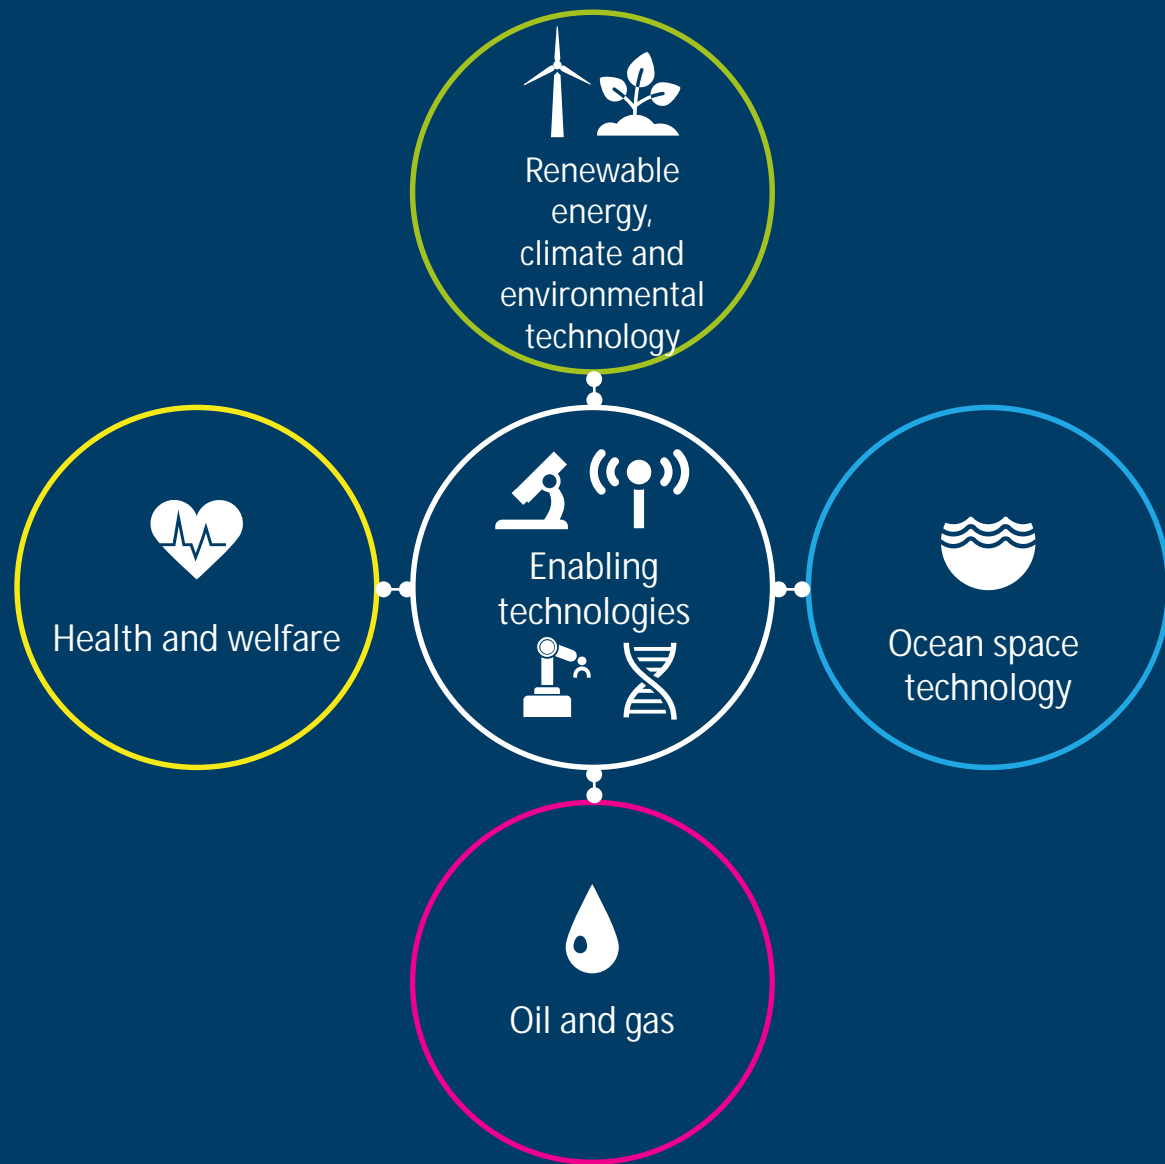 Renewable
energy,
climate and
environmental
technology
Health and welfare
Enabling
technologies
Ocean space
technology
Oil and gas